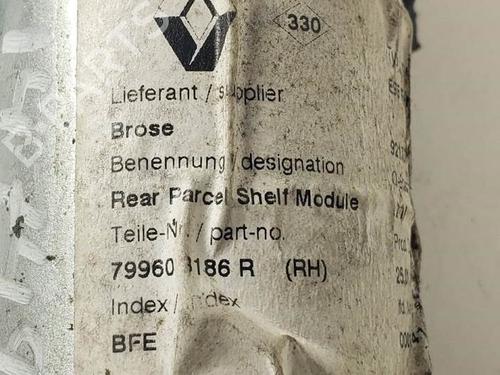 330
Lieferant / supplier
Brose
Benennung / designation
Rear Parcel Shelf Module
Teile-Nr. / part-no.
79960 3186 R (RH)
Index / index
BFE